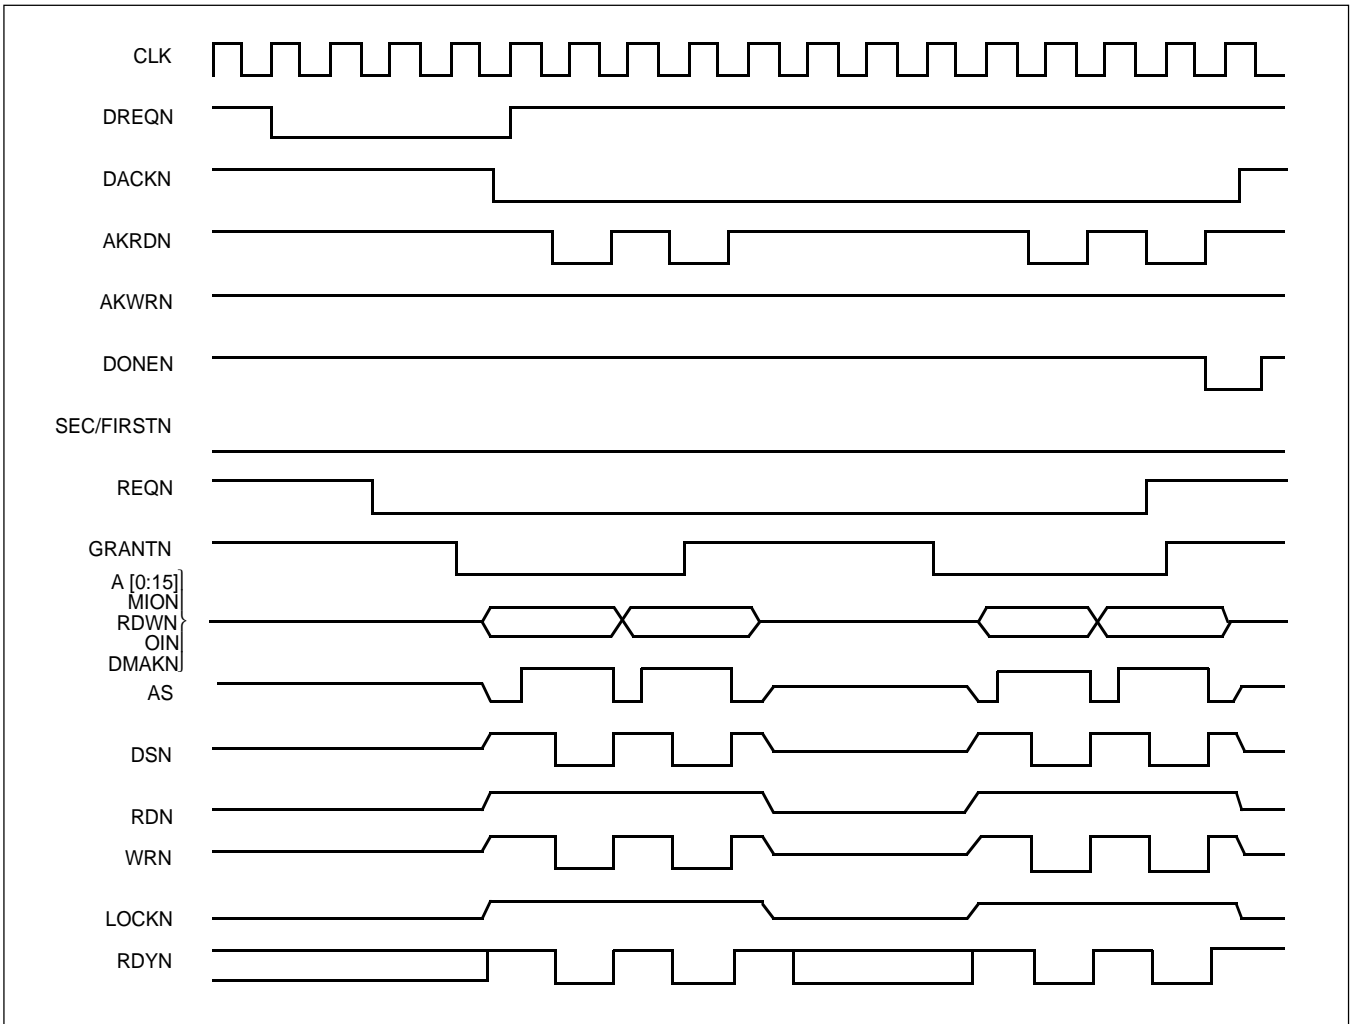 CLK
DREQN
DACKN
AKRDN
AKWRN
DONEN
SEC/FIRSTN
REQN
GRANTN
A [0:15]
MION
RDWN
OIN
DMAKN
AS
DSN
RDN
WRN
LOCKN
RDYN